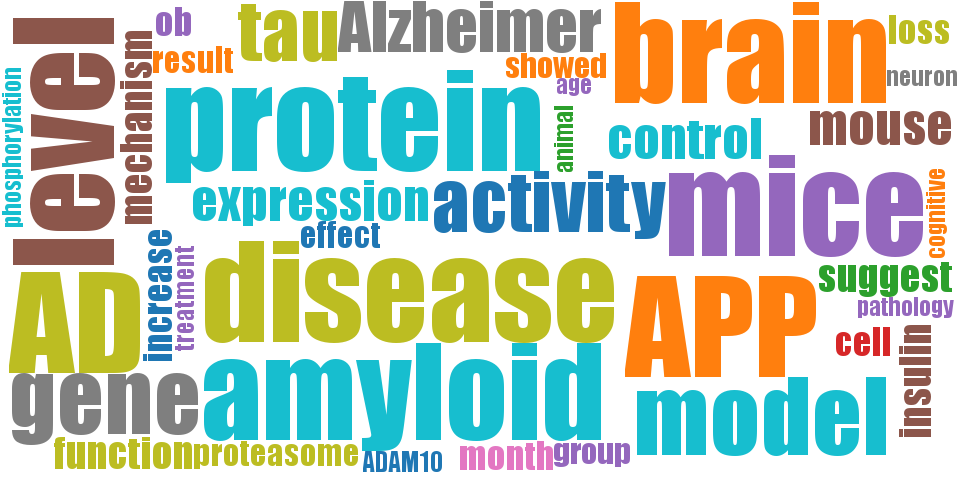 ob
tau
Alzheimer
brain
loss
level
mechanism
result
showed
age
neuron
phosphorylation
protein
animal
control
mouse
expression
activity
mice
cognitive
effect
increase
treatment
disease
suggest
pathology
AD
APP
cell
insulin
gene
amyloid
model
function
proteasome
ADAM10
month
group